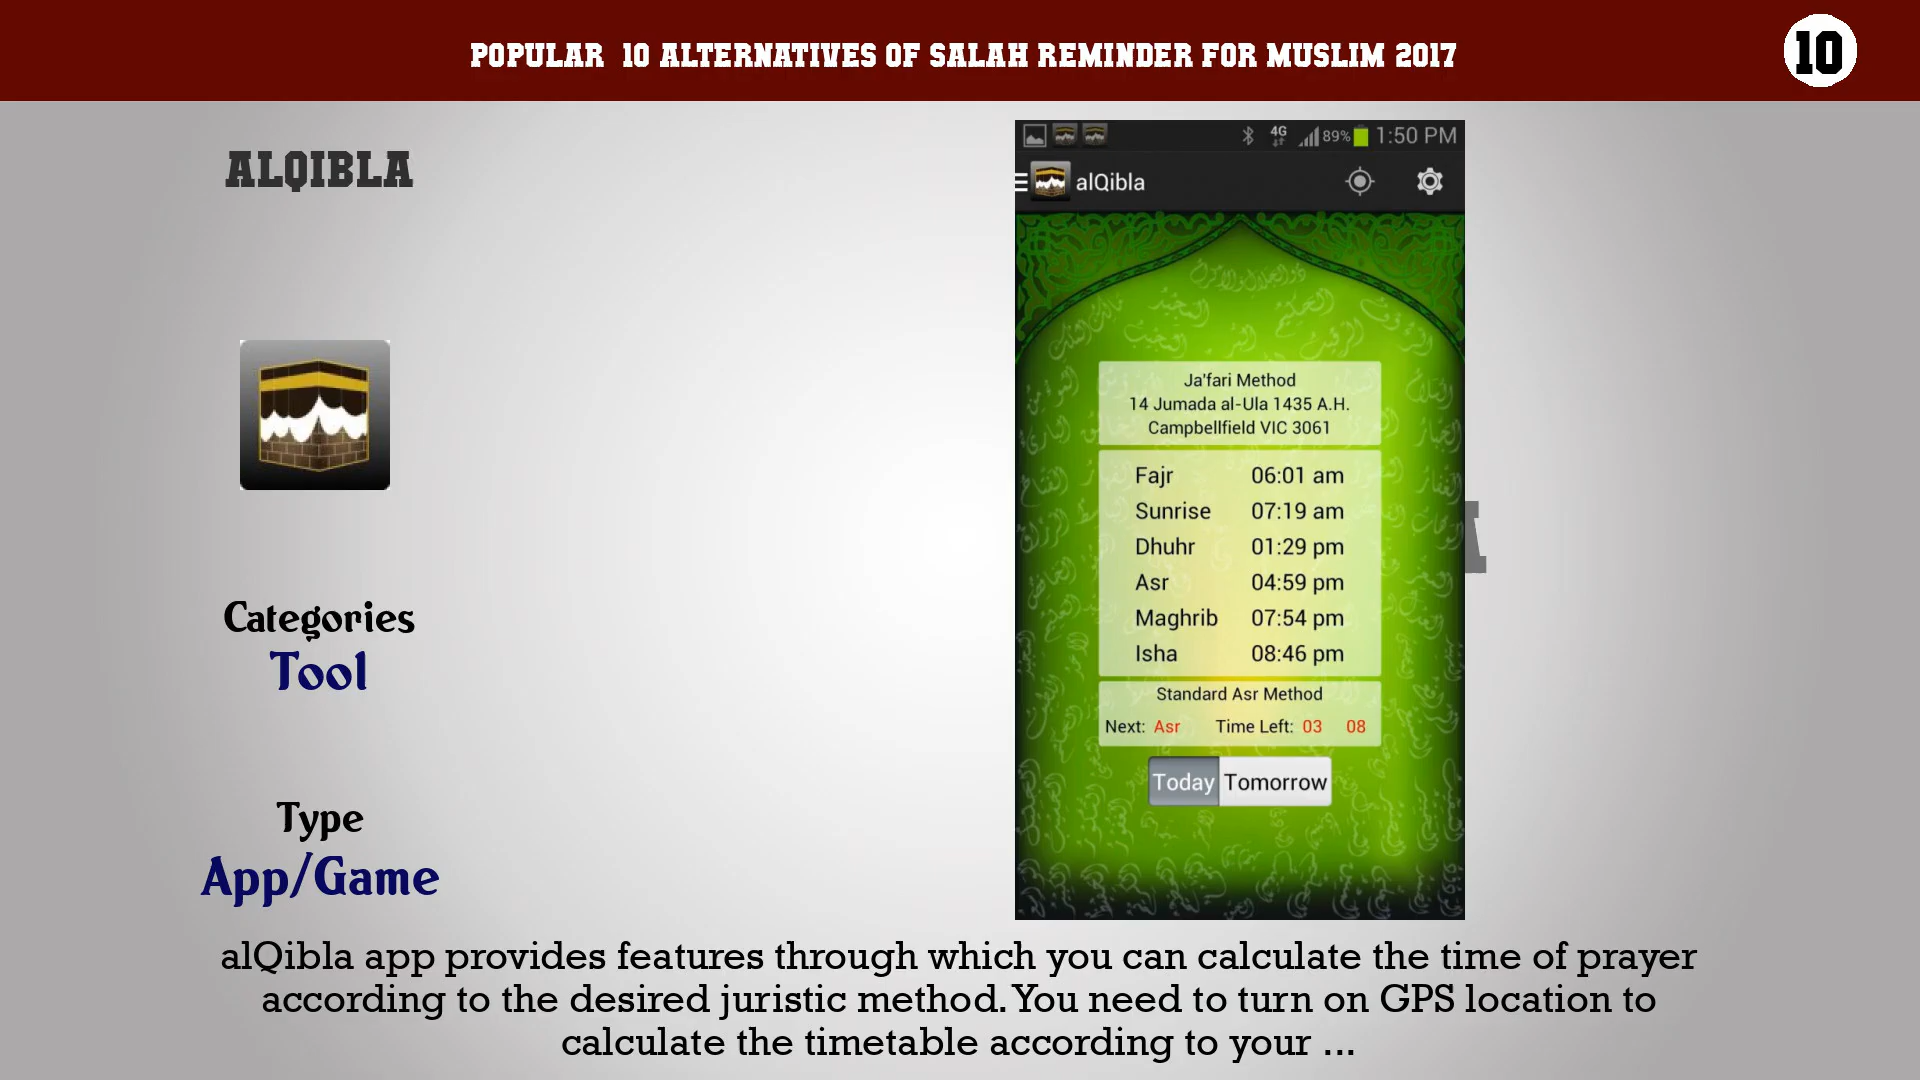 POPULAR 10 ALTERNATIVES OF SALAH REMINDER FOR MUSLIM 2017
10
ALQIBLA
Categories
Tool
Type
App/Game
4G
89%
1:50 PM
alQibla
Ja'fari Method
14 Jumada al-Ula 1435 A.H.
Campbellfield VIC 3061
Fajr 06:01 am
Sunrise 07:19 am
Dhuhr 01:29 pm
Asr 04:59 pm
Maghrib 07:54 pm
Isha 08:46 pm
Standard Asr Method
Next: Asr Time Left: 03 08
Today Tomorrow
A
alQibla app provides features through which you can calculate the time of prayer
according to the desired juristic method. You need to turn on GPS location to
calculate the timetable according to your ...